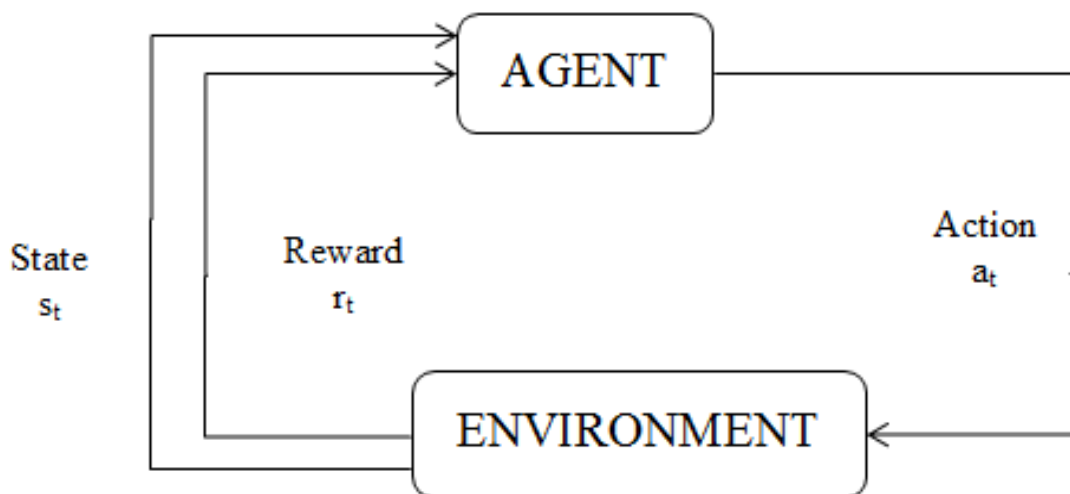 AGENT
State
s_t
Reward
r_t
Action
a_t
ENVIRONMENT